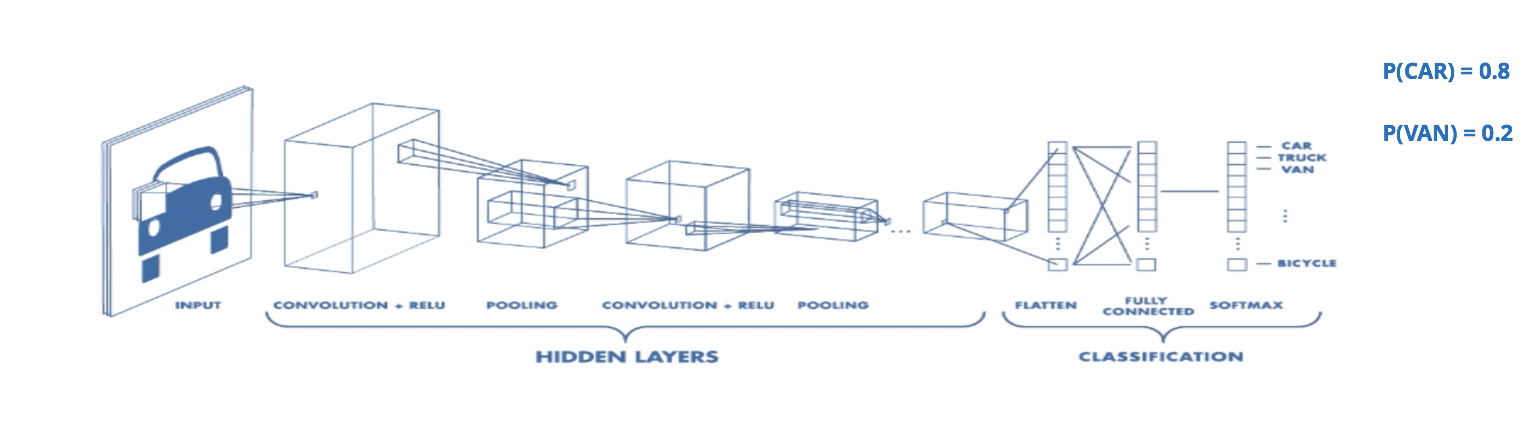 P(CAR) = 0.8
P(VAN) = 0.2
CAR
TRUCK
VAN
BICYCLE
INPUT
CONVOLUTION + RELU
POOLING
CONVOLUTION + RELU
POOLING
FLATTEN
FULLY
CONNECTED
SOFTMAX
HIDDEN LAYERS
CLASSIFICATION